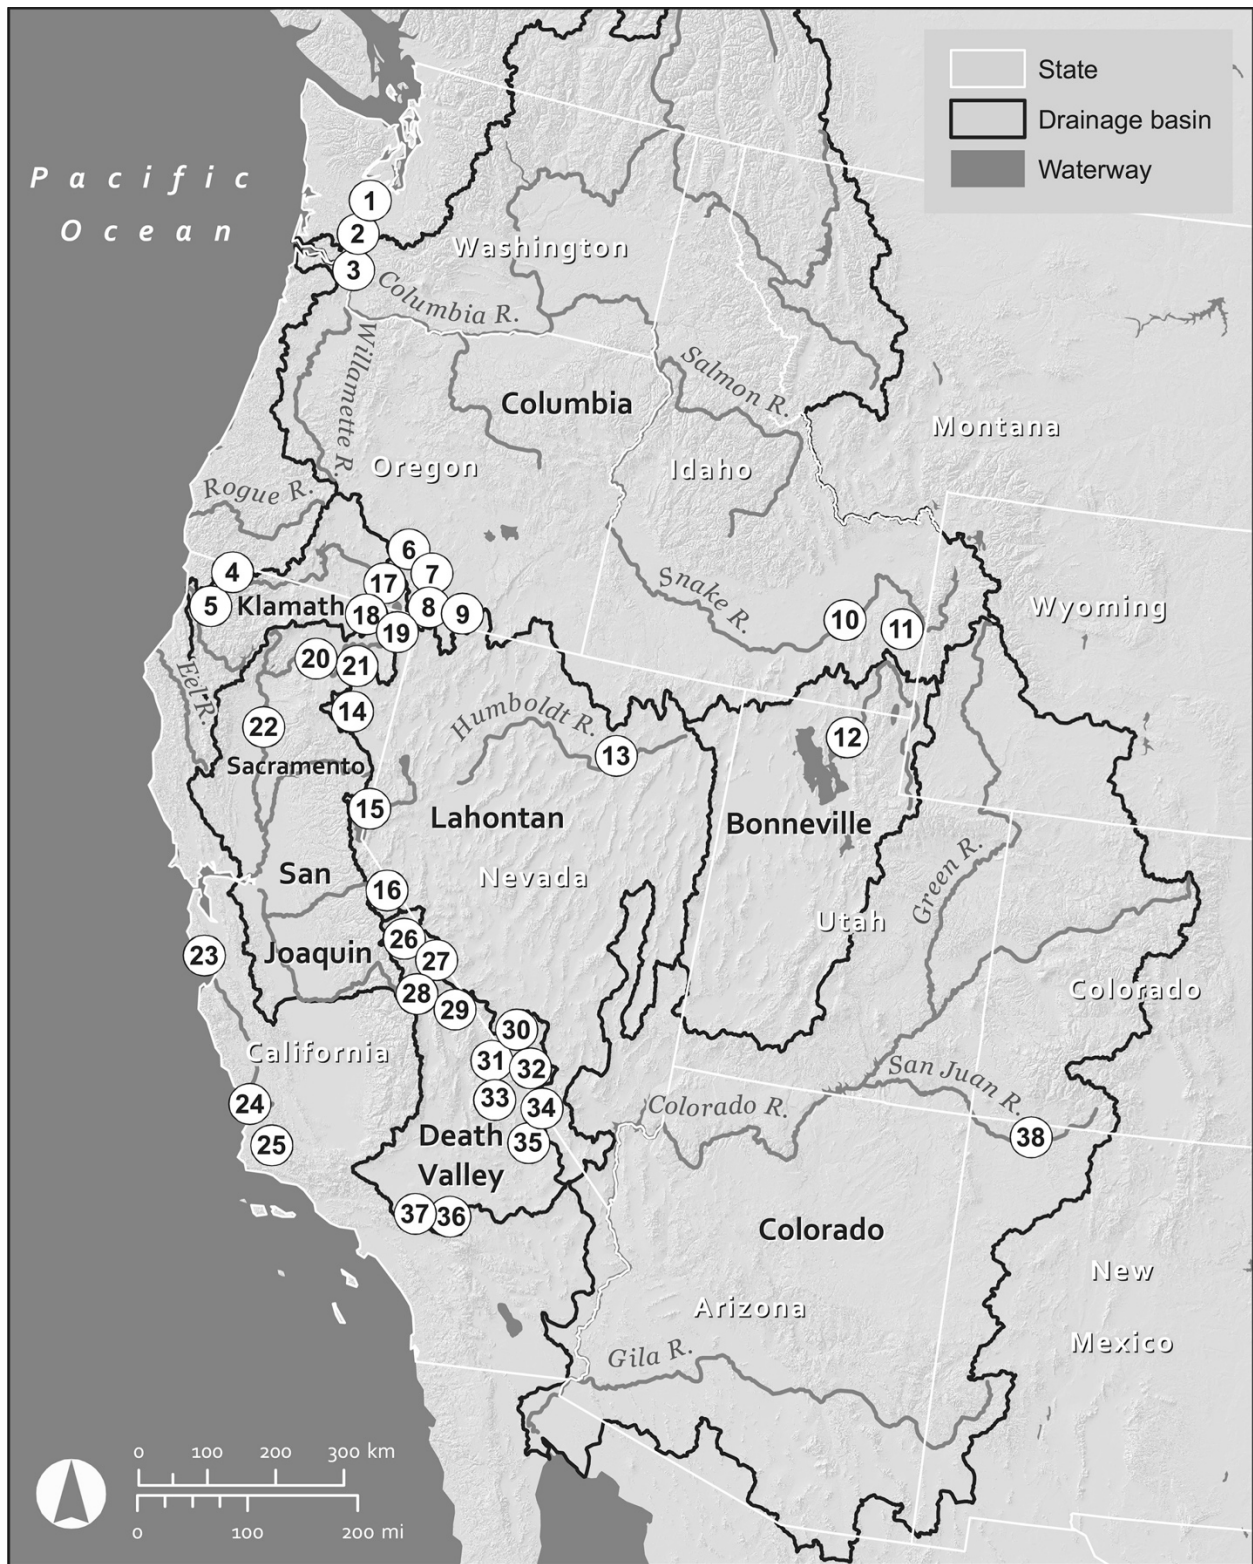 State
Drainage basin
Waterway
Pacific
Ocean
1
2
3
Washington
Columbia R.
Willamette R.
Salmon R.
Columbia
Montana
Oregon
Idaho
Rogue R.
6
4
17
7
Snake R.
5
Klamath
18
8
9
10
11
Wyoming
19
20
21
Eel R.
14
22
Humboldt R.
12
13
Sacramento
15
Lahontan
Bonneville
San
Nevada
16
Green R.
Utah
26
23
Joaquin
27
28
29
Colorado
30
California
31
32
San Juan R.
33
34
24
Colorado R.
25
Death
35
38
Valley
37
36
Colorado
New
Arizona
Mexico
Gila R.
0 100 200 300 km
0 100 200 mi